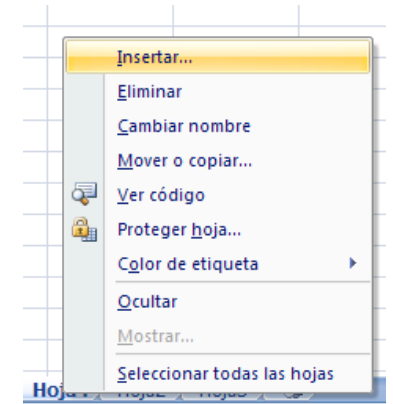 Insertar...
Eliminar
Cambiar nombre
Mover o copiar...
Ver código
Proteger hoja...
Color de etiqueta
Ocultar
Mostrar...
Seleccionar todas las hojas